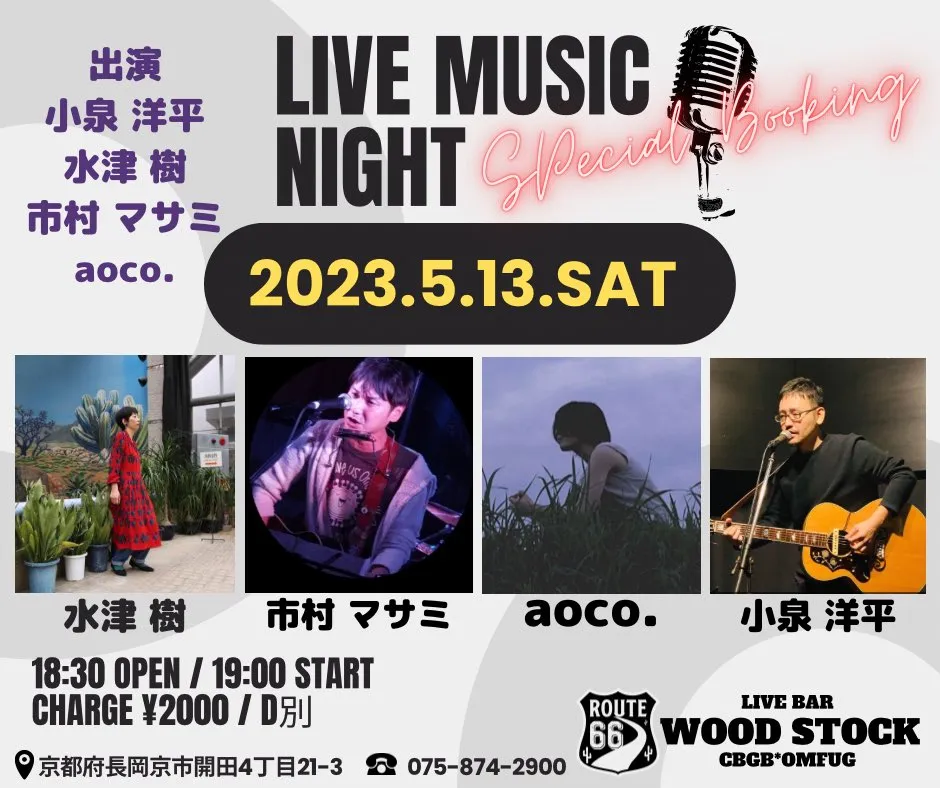 出演
小泉 洋平
水津 樹
市村 マサミ
aoco.
LIVE MUSIC
NIGHT
SPecial Booking
2023.5.13.SAT
水津 樹
市村 マサミ
aoco.
小泉 洋平
18:30 OPEN / 19:00 START
CHARGE ¥2000 / D別
京都府長岡京市開田4丁目21-3
075-874-2900
ROUTE
66
LIVE BAR
WOOD STOCK
CBGB*OMFUG